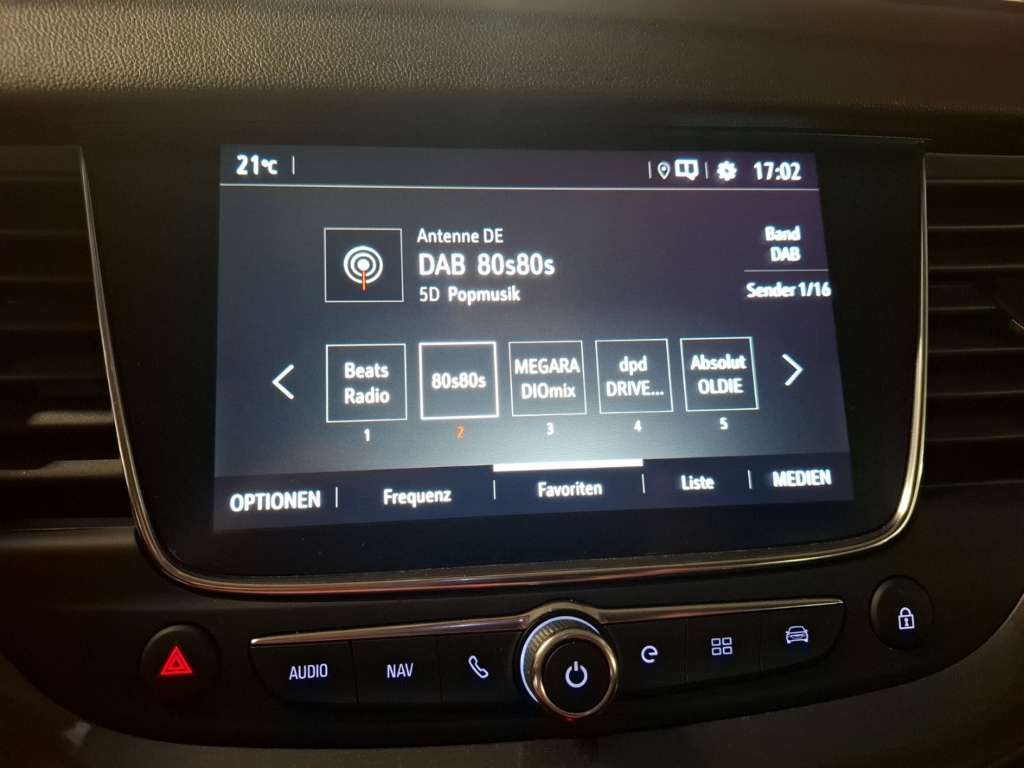 21°C
17:02
Antenne DE
DAB 80s80s
5D Popmusik
Band
DAB
Sender 1/16
Beats
Radio
80s80s
MEGARA
DIOmix
dpd
DRIVE...
Absolut
OLDIE
1
2
3
4
5
OPTIONEN
Frequenz
Favoriten
Liste
MEDIEN
AUDIO
NAV
e